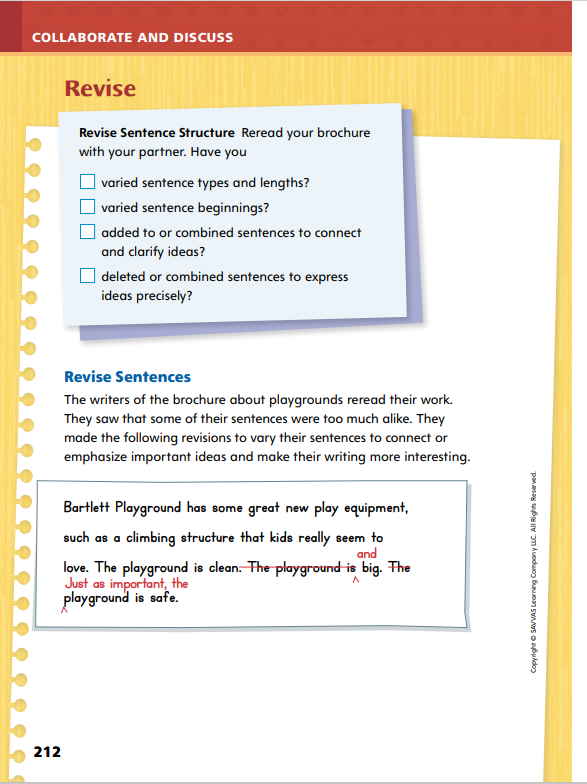 COLLABORATE AND DISCUSS
Revise
Revise Sentence Structure Reread your brochure
with your partner. Have you
varied sentence types and lengths?
varied sentence beginnings?
added to or combined sentences to connect
and clarify ideas?
deleted or combined sentences to express
ideas precisely?
Revise Sentences
The writers of the brochure about playgrounds reread their work.
They saw that some of their sentences were too much alike. They
made the following revisions to vary their sentences to connect or
emphasize important ideas and make their writing more interesting.
Bartlett Playground has some great new play equipment,
such as a climbing structure that kids really seem to
and
love. The playground is clean. The playground is big. The
Just as important, the
playground is safe.
Copyright © SAVVAS Learning Company LLC. All Rights Reserved.
212